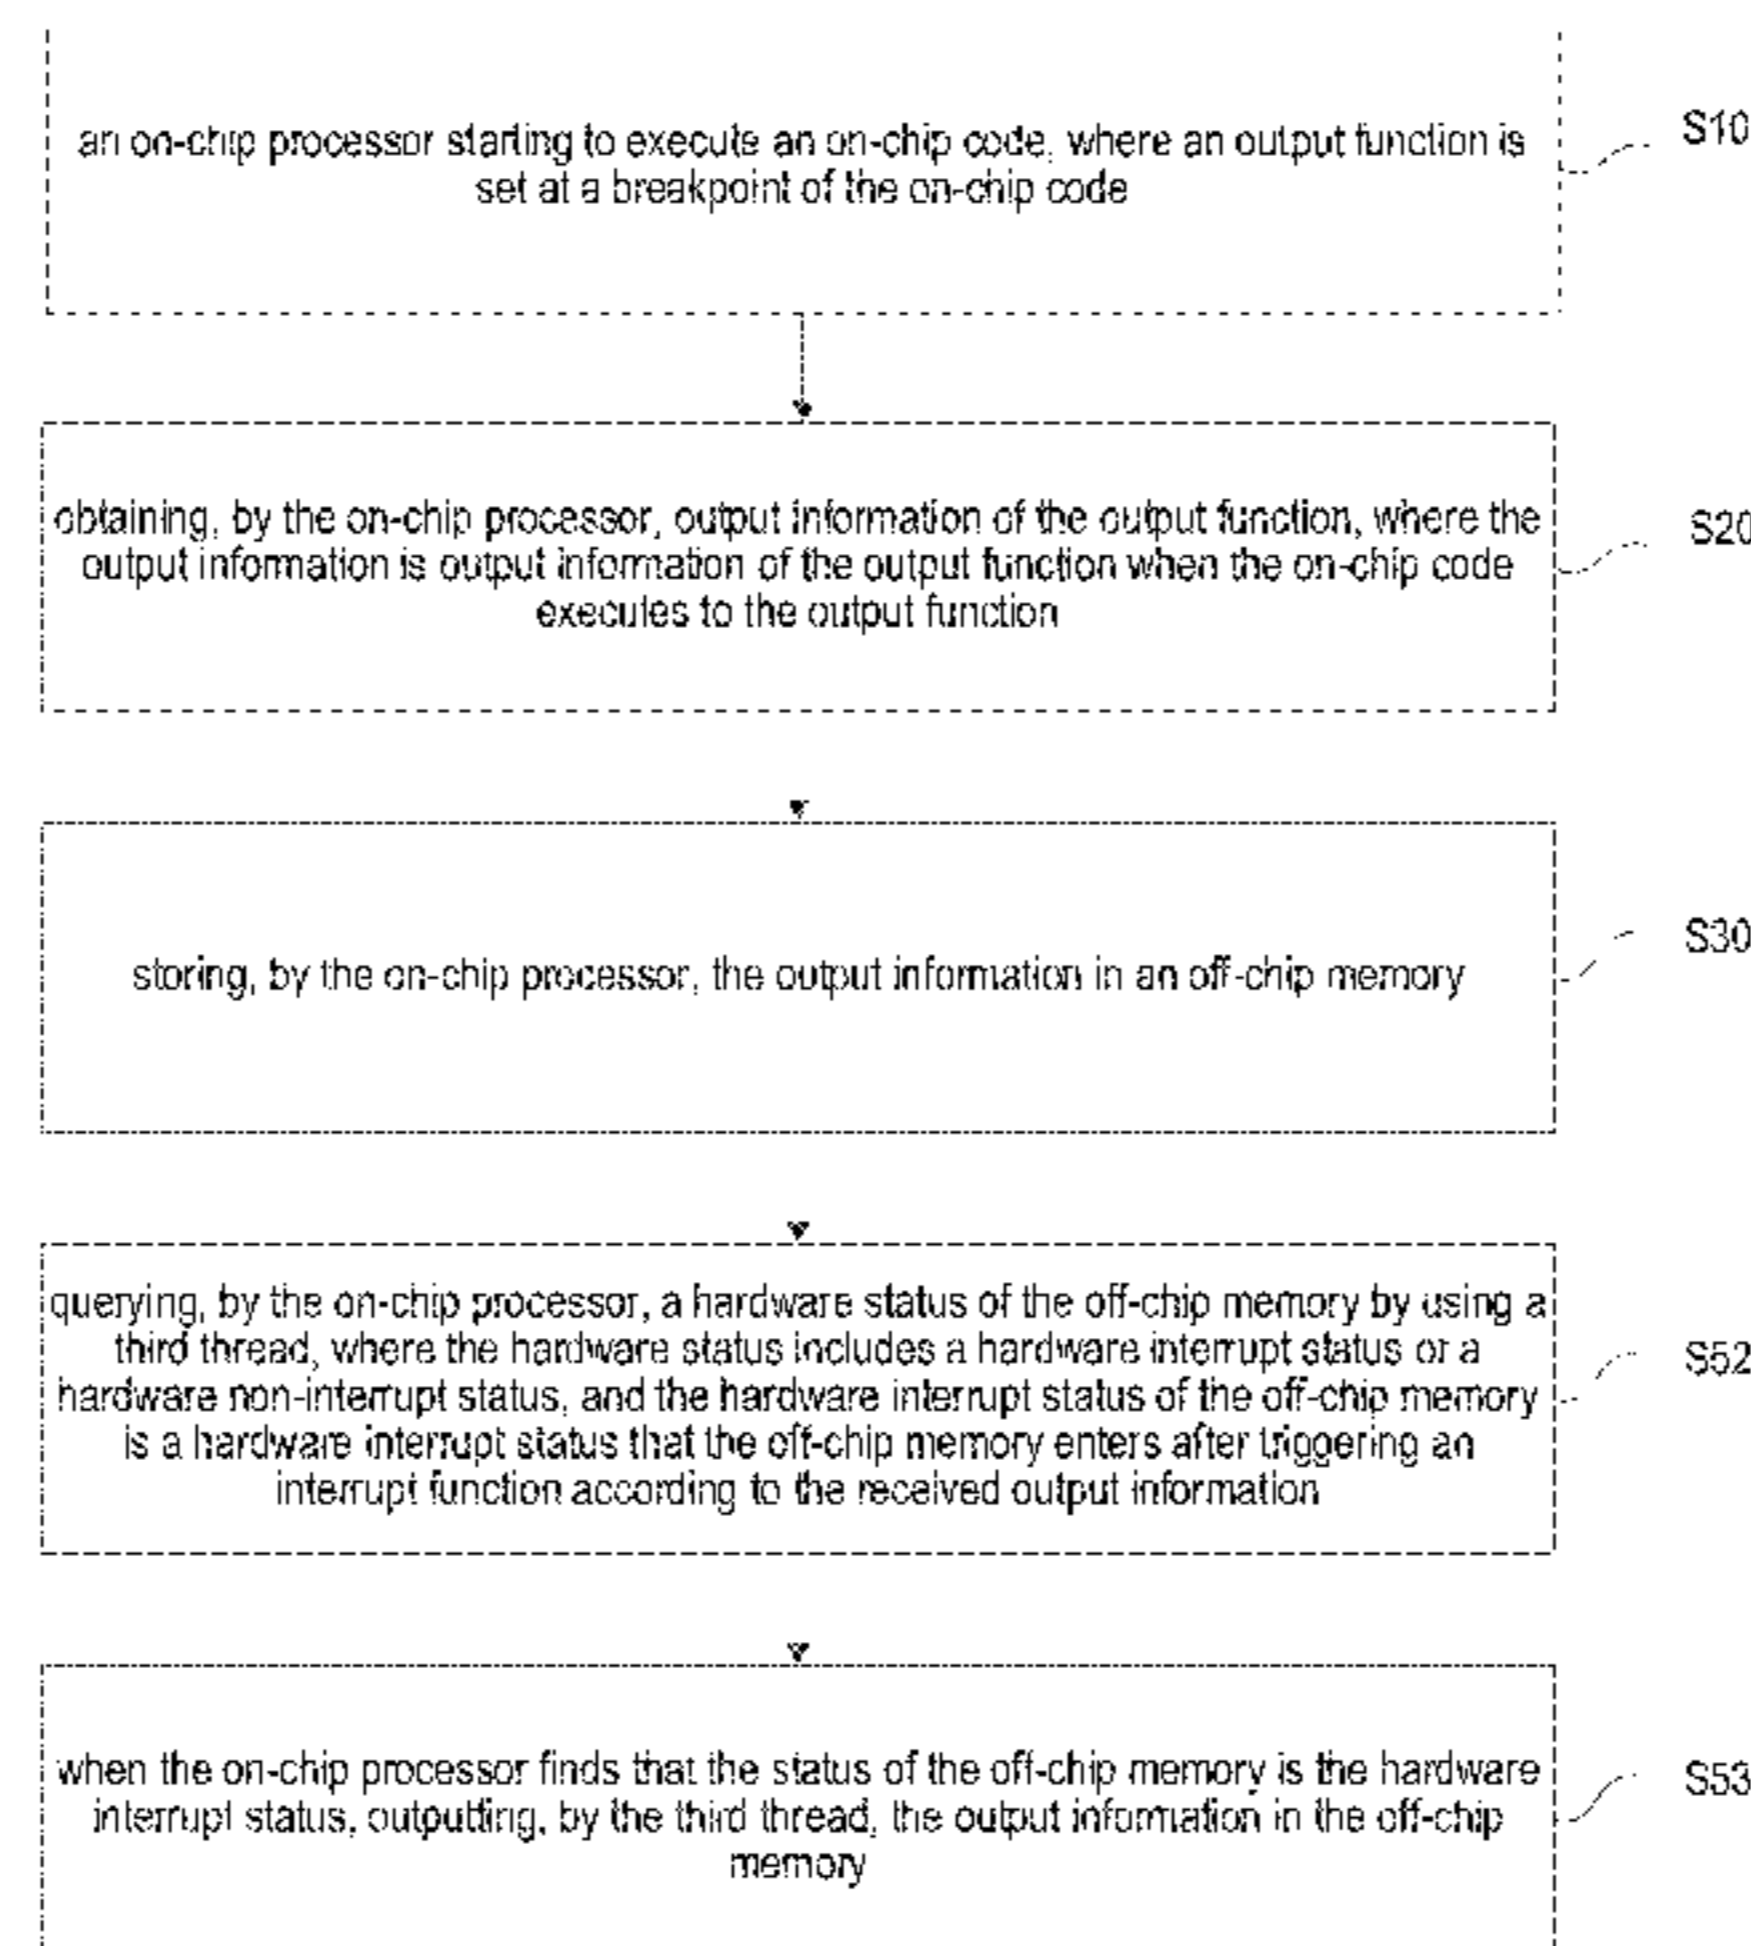 an on-chip processor starting to execute an on-chip code, where an output function is
set at a breakpoint of the on-chip code
S10
obtaining, by the on-chip processor, output information of the output function, where the
output information is output information of the output function when the on-chip code
executes to the output function
S20
storing, by the on-chip processor, the output information in an off-chip memory
S30
querying, by the on-chip processor, a hardware status of the off-chip memory by using a
third thread, where the hardware status includes a hardware interrupt status or a
hardware non-interrupt status, and the hardware interrupt status of the off-chip memory
is a hardware interrupt status that the off-chip memory enters after triggering an
interrupt function according to the received output information
S52
when the on-chip processor finds that the status of the off-chip memory is the hardware
interrupt status, outputting, by the third thread, the output information in the off-chip
memory
S53